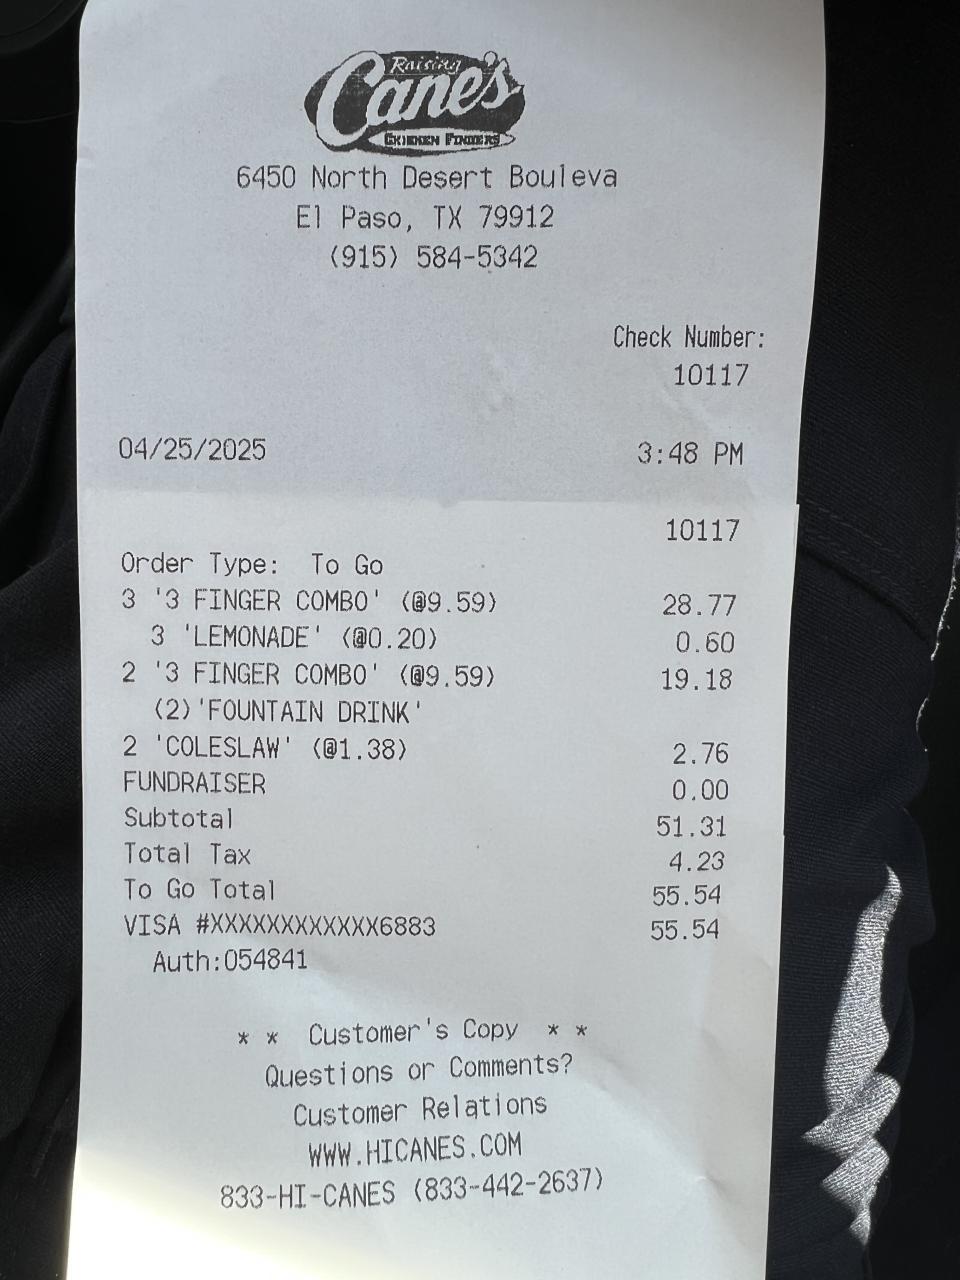 Raising
Cane's
CHICKEN FINGERS
6450 North Desert Bouleva
El Paso, TX 79912
(915) 584-5342
Check Number:
10117
04/25/2025 3:48 PM
10117
Order Type: To Go
3 '3 FINGER COMBO' (@9.59) 28.77
3 'LEMONADE' (@0.20) 0.60
2 '3 FINGER COMBO' (@9.59) 19.18
(2)'FOUNTAIN DRINK'
2 'COLESLAW' (@1.38) 2.76
FUNDRAISER 0.00
Subtotal 51.31
Total Tax 4.23
To Go Total 55.54
VISA #XXXXXXXXXXXX6883 55.54
Auth:054841
* * Customer's Copy * *
Questions or Comments?
Customer Relations
WWW.HICANES.COM
833-HI-CANES (833-442-2637)